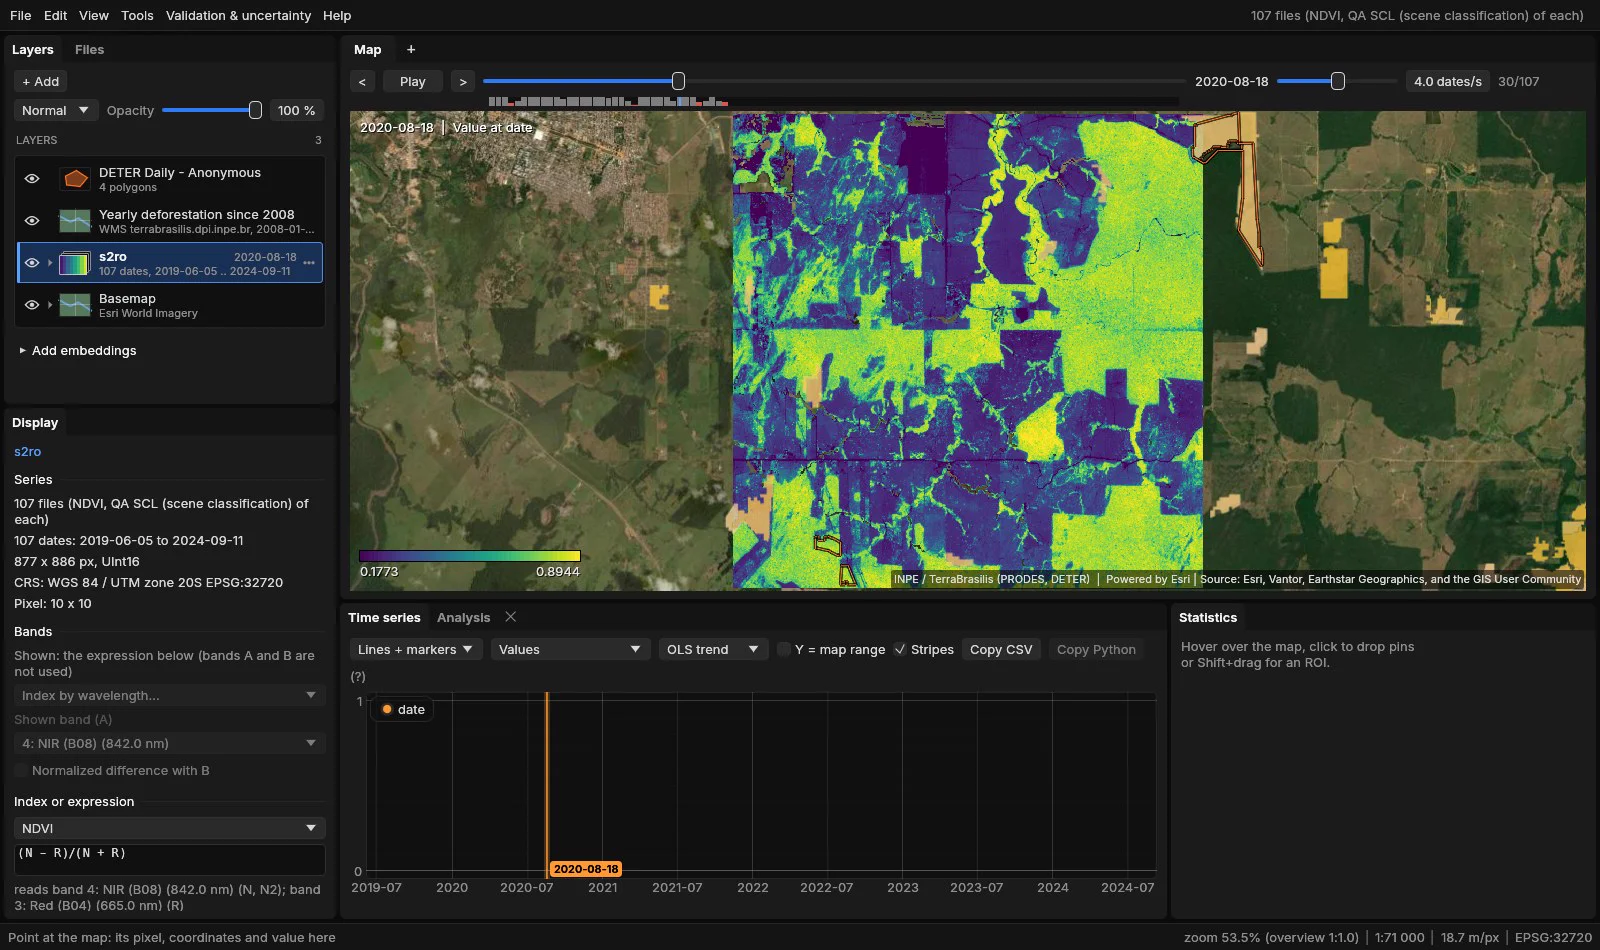 File Edit View Tools Validation & uncertainty Help
107 files (NDVI, QA SCL (scene classification) of each)
Layers Files
+ Add
Normal Opacity 100 %
LAYERS 3
DETER Daily - Anonymous
4 polygons
Yearly deforestation since 2008
WMS terrabrasilis.dpi.inpe.br, 2008-01-...
s2ro 2020-08-18
107 dates, 2019-06-05 .. 2024-09-11 ...
Basemap
Esri World Imagery
Add embeddings
Display
s2ro
Series
107 files (NDVI, QA SCL (scene classification) of
each)
107 dates: 2019-06-05 to 2024-09-11
877 x 886 px, UInt16
CRS: WGS 84 / UTM zone 20S EPSG:32720
Pixel: 10 x 10
Bands
Shown: the expression below (bands A and B are
not used)
Index by wavelength...
Shown band (A)
4: NIR (B08) (842.0 nm)
Normalized difference with B
Index or expression
NDVI
(N − R)/(N + R)
reads band 4: NIR (B08) (842.0 nm) (N, N2); band
3: Red (B04) (665.0 nm) (R)
Map +
< Play > 2020-08-18 4.0 dates/s 30/107
2020-08-18 | Value at date
0.1773 0.8944
INPE / TerraBrasilis (PRODES, DETER) | Powered by Esri | Source: Esri, Vantor, Earthstar Geographics, and the GIS User Community
Time series Analysis
Lines + markers Values OLS trend Y = map range Stripes Copy CSV Copy Python
(?)
1
date
0
2020-08-18
2019-07 2020 2020-07 2021 2021-07 2022 2022-07 2023 2023-07 2024 2024-07
Statistics
Hover over the map, click to drop pins
or Shift+drag for an ROI.
Point at the map: its pixel, coordinates and value here
zoom 53.5% (overview 1:1.0) | 1:71 000 | 18.7 m/px | EPSG:32720